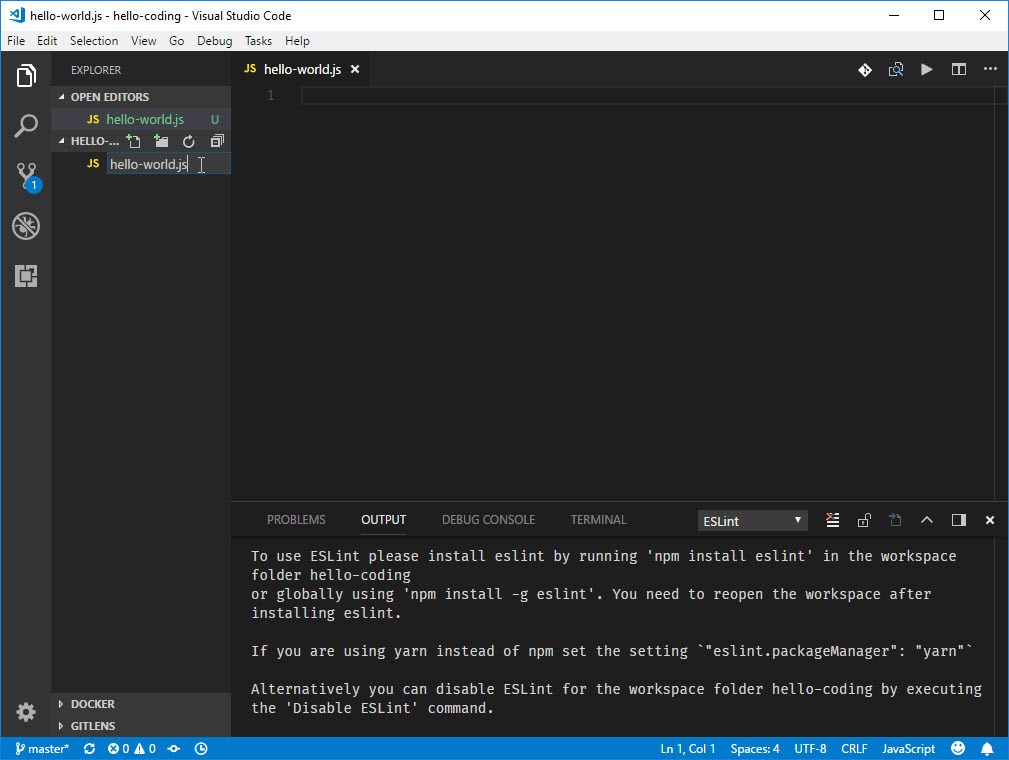 hello-world.js - hello-coding - Visual Studio Code
File Edit Selection View Go Debug Tasks Help
EXPLORER
OPEN EDITORS
JS hello-world.js U
HELLO-...
JS hello-world.js
JS hello-world.js
1
1
PROBLEMS OUTPUT DEBUG CONSOLE TERMINAL ESLint
To use ESLint please install eslint by running 'npm install eslint' in the workspace
folder hello-coding
or globally using 'npm install -g eslint'. You need to reopen the workspace after
installing eslint.
If you are using yarn instead of npm set the setting `"eslint.packageManager": "yarn"`
Alternatively you can disable ESLint for the workspace folder hello-coding by executing
the 'Disable ESLint' command.
DOCKER
GITLENS
master* 0 0 Ln 1, Col 1 Spaces: 4 UTF-8 CRLF JavaScript